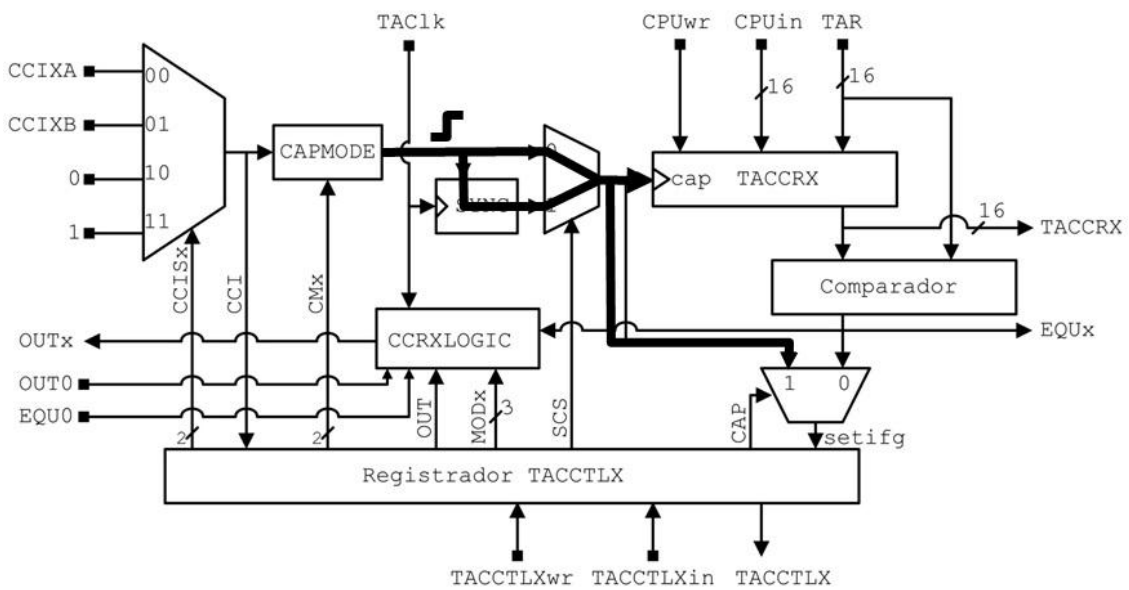 TAClk CPUwr CPUin TAR
CCIXA 00 16 16
CCIXB 01 CAPMODE 0
0 10 cap TACCRX
1 11 SYNC 1 16 TACCRX
CCISx CCI CMx Comparador
OUTx CCRXLOGIC EQUx
OUT0 1 0
EQU0 2 2 OUT MODx 3 SCS CAP setifg
Registrador TACCTLX
TACCTLXwr TACCTLXin TACCTLX